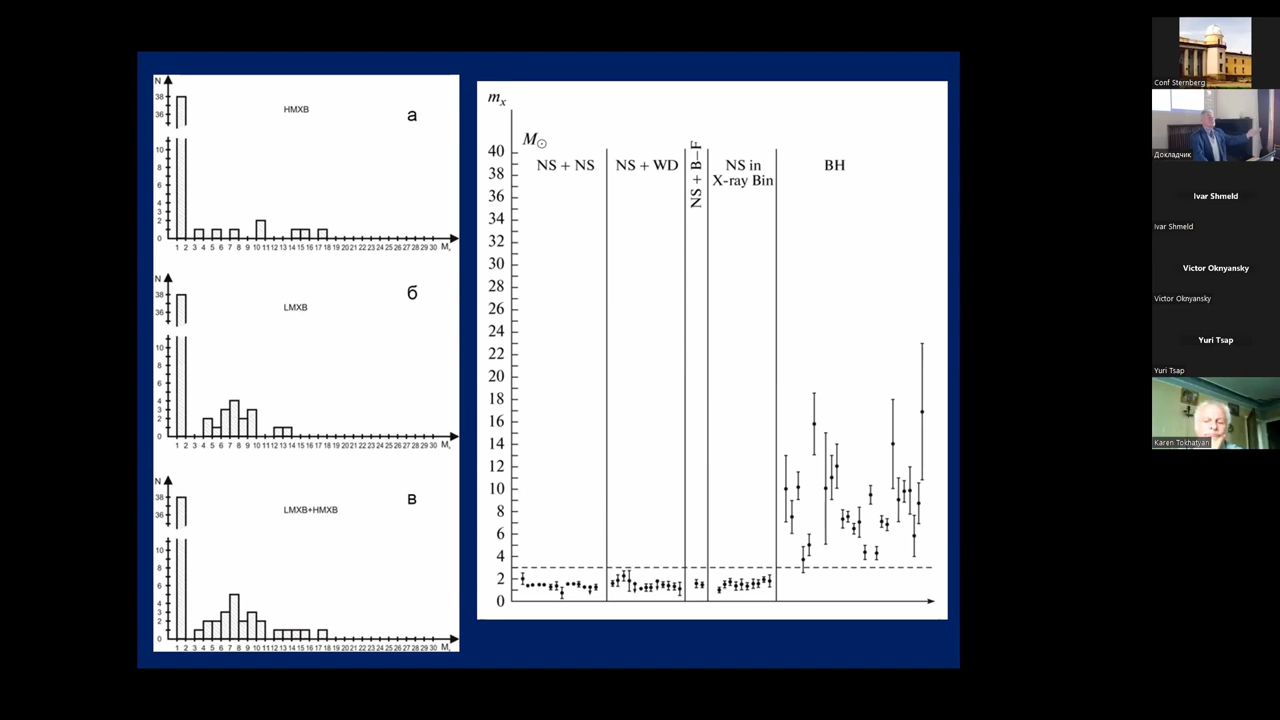 N
38
36
10
8
6
4
3
2
0
HMXB
а
1 2 3 4 5 6 7 8 9 10 11 12 13 14 15 16 17 18 19 20 21 22 23 24 25 26 27 28 29 30 Mx
N
38
36
10
8
6
4
3
2
0
LMXB
б
1 2 3 4 5 6 7 8 9 10 11 12 13 14 15 16 17 18 19 20 21 22 23 24 25 26 27 28 29 30 Mx
N
38
36
10
8
6
4
3
2
0
LMXB+HMXB
в
1 2 3 4 5 6 7 8 9 10 11 12 13 14 15 16 17 18 19 20 21 22 23 24 25 26 27 28 29 30 Mx
mx
M☉
40
38
36
34
32
30
28
26
24
22
20
18
16
14
12
10
8
6
4
2
0
NS + NS
NS + WD
NS + B–F
NS in
X-ray Bin
BH
Conf Sternberg
Докладчик
Ivar Shmeld
Ivar Shmeld
Victor Oknyansky
Victor Oknyansky
Yuri Tsap
Yuri Tsap
Karen Tokhatyan